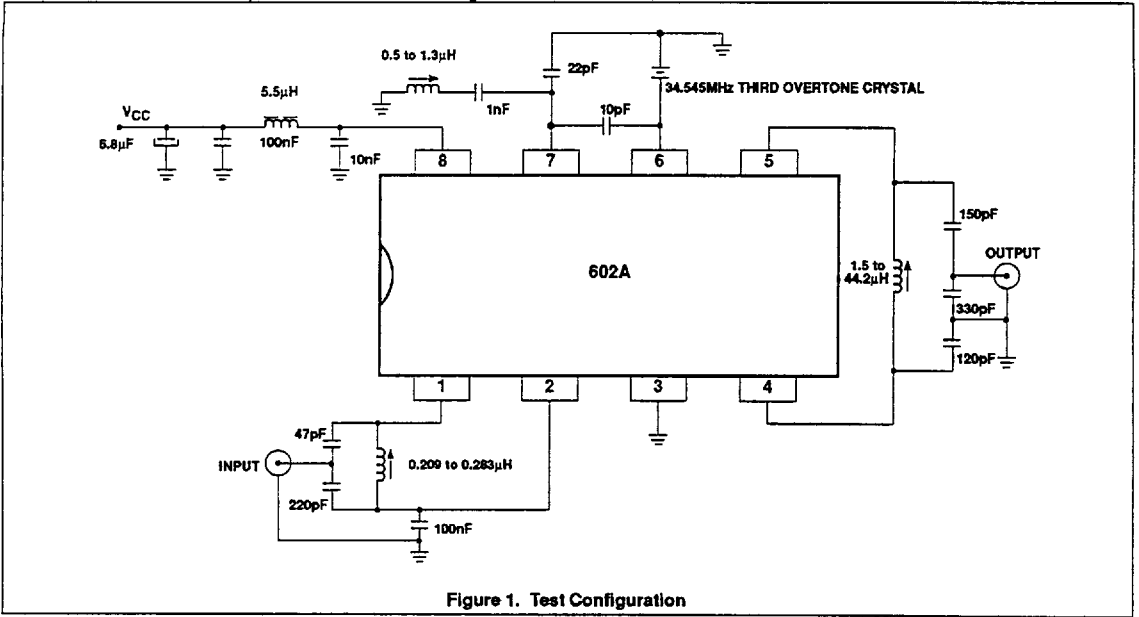 0.5 to 1.3µH
22pF
34.545MHz THIRD OVERTONE CRYSTAL
5.5µH
1nF
10pF
VCC
6.8µF
100nF
10nF
8
7
6
5
150pF
OUTPUT
602A
1.5 to
44.2µH
330pF
120pF
1
2
3
4
47pF
INPUT
0.209 to 0.283µH
220pF
100nF
Figure 1. Test Configuration